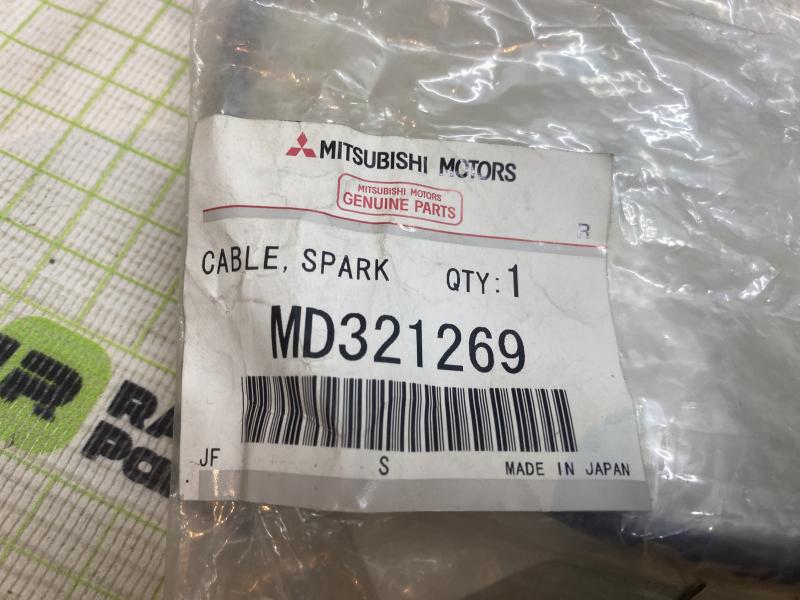 MITSUBISHI MOTORS
MITSUBISHI MOTORS
GENUINE PARTS
R
CABLE, SPARK QTY: 1
MD321269
JF S MADE IN JAPAN
R